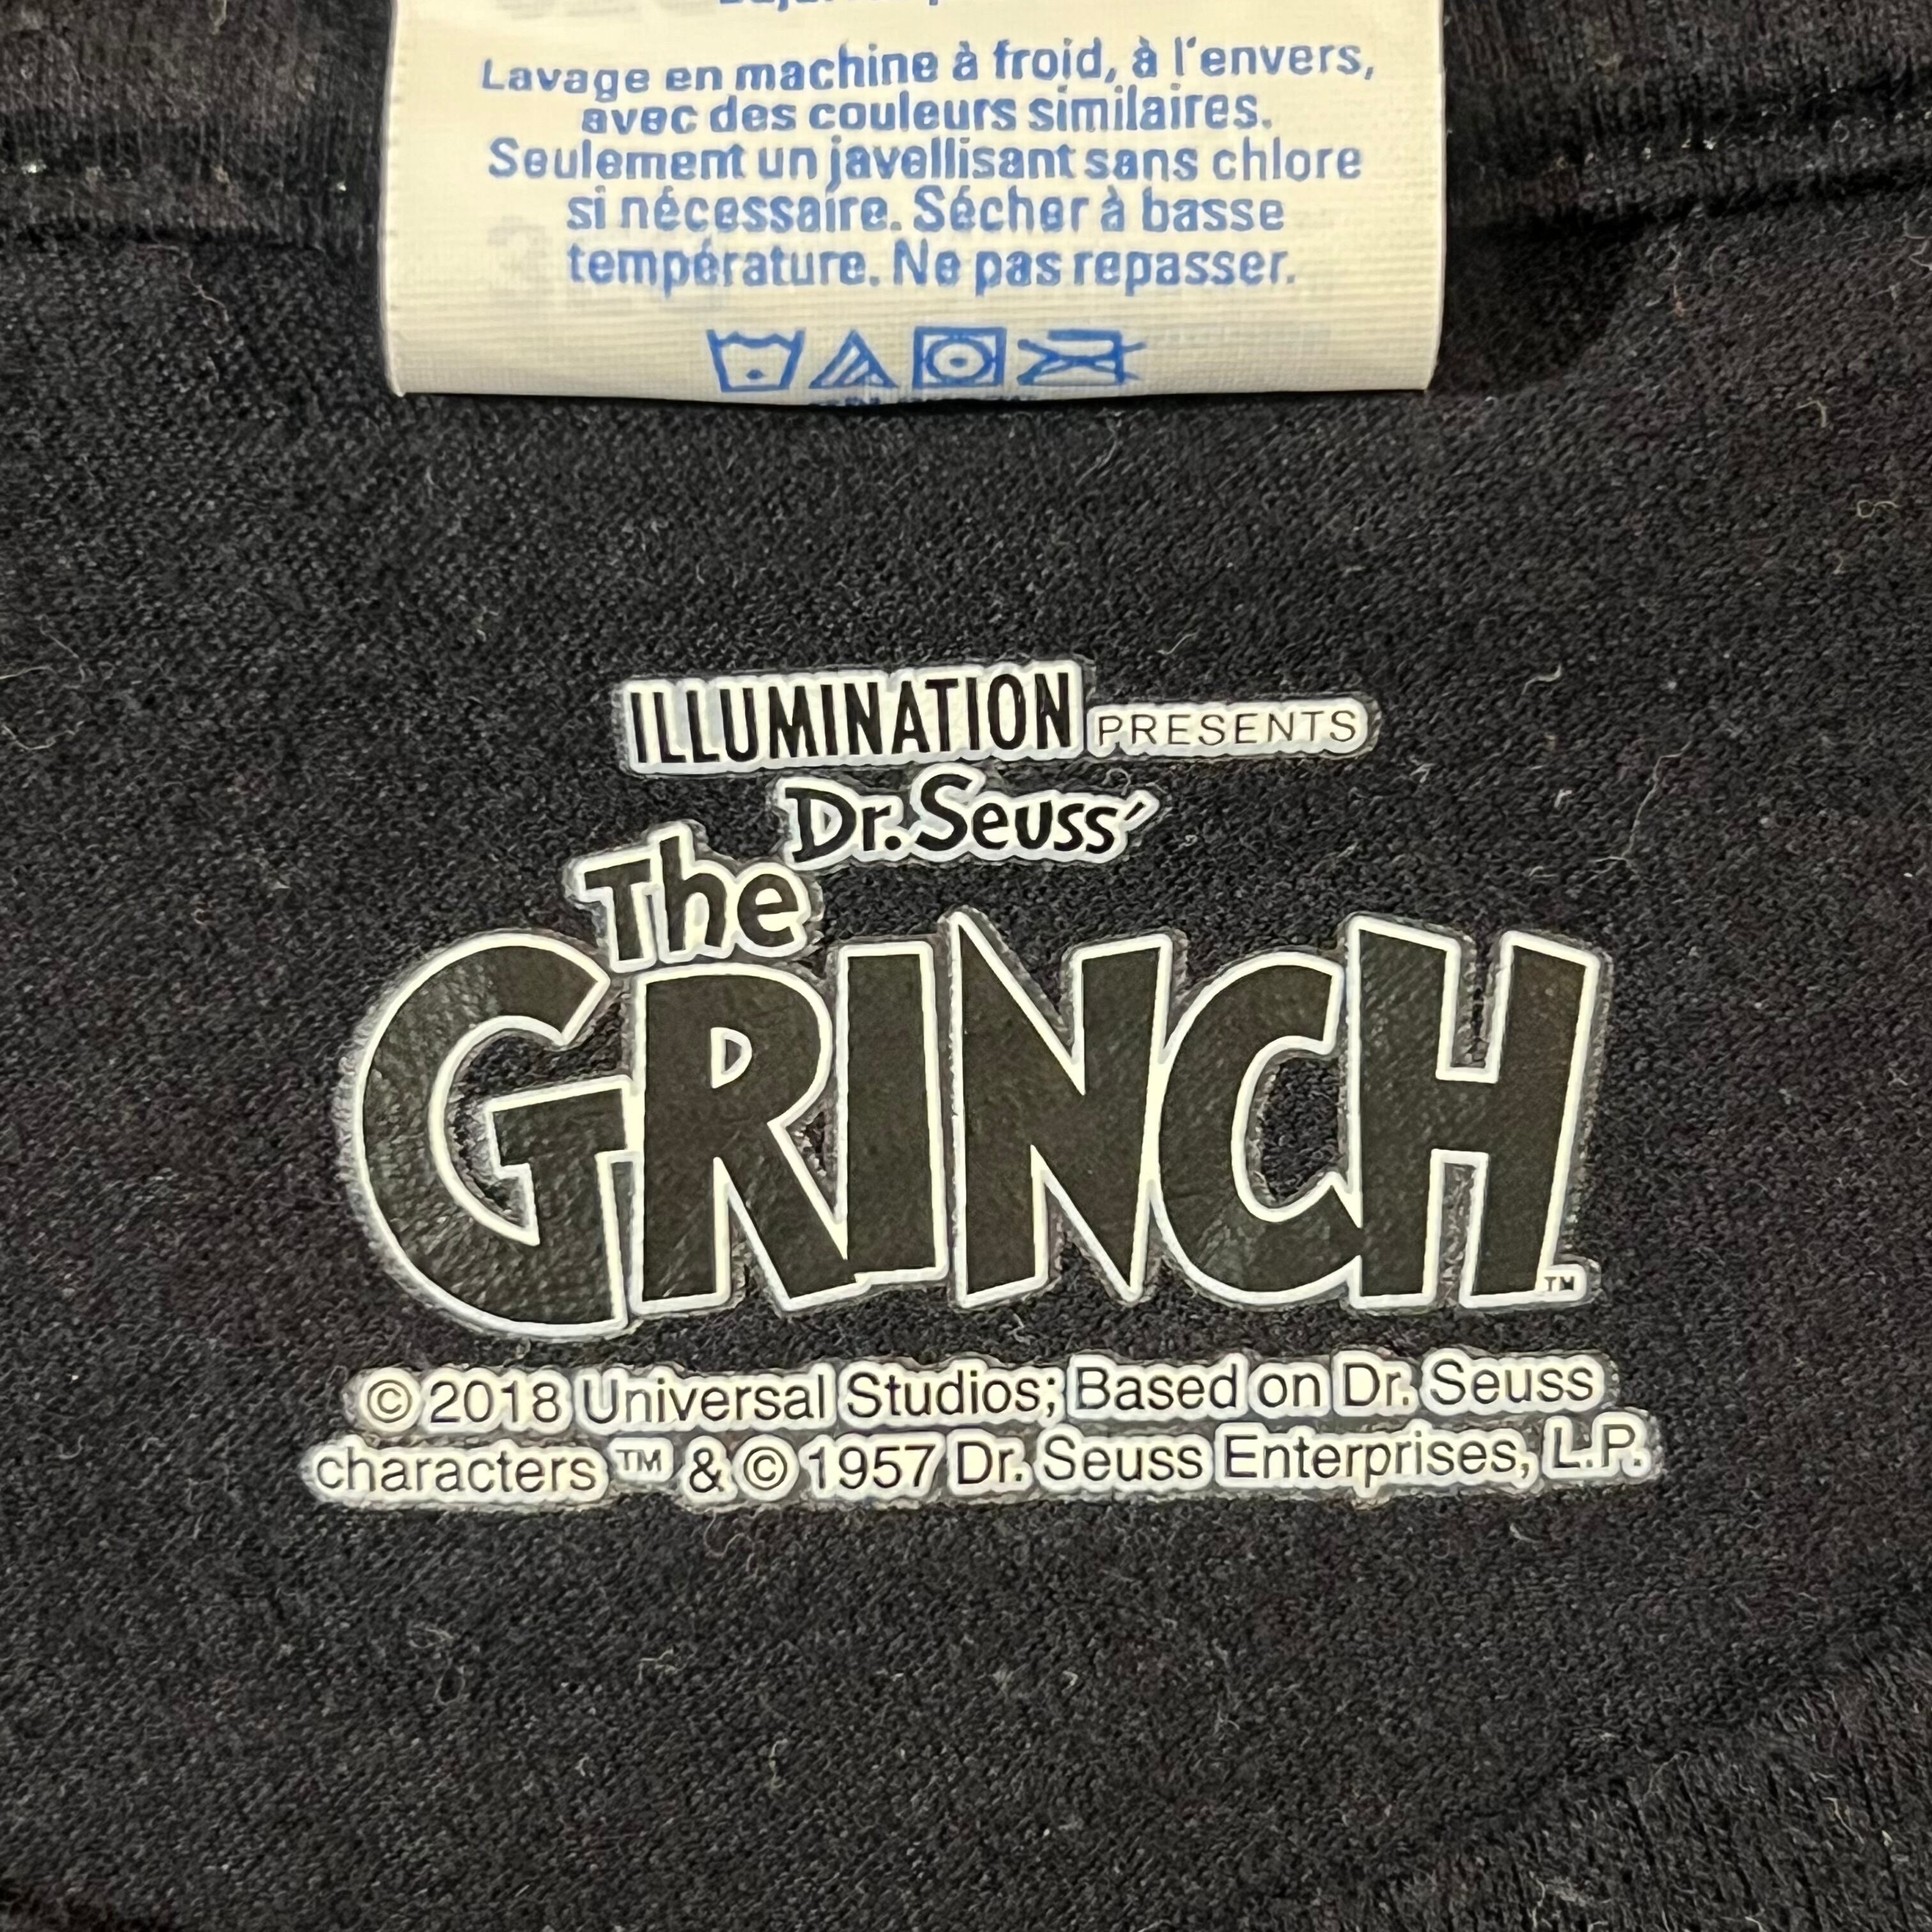 Lavage en machine à froid, à l'envers,
avec des couleurs similaires.
Seulement un javellisant sans chlore
si nécessaire. Sécher à basse
température. Ne pas repasser.
ILLUMINATION PRESENTS
Dr. Seuss'
The
GRINCH™
© 2018 Universal Studios; Based on Dr. Seuss
characters ™ & © 1957 Dr. Seuss Enterprises, L.P.